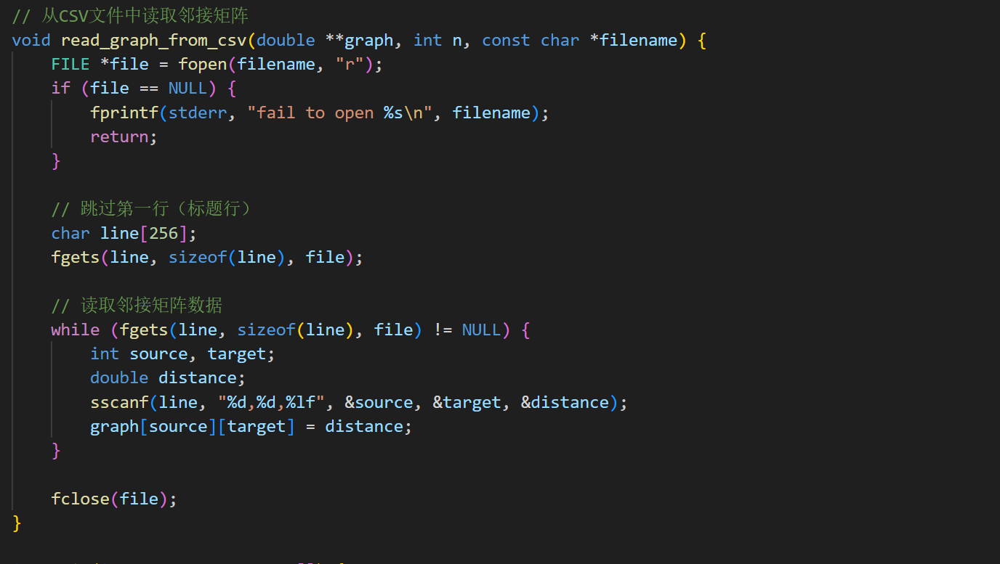 // 从CSV文件中读取邻接矩阵
void read_graph_from_csv(double **graph, int n, const char *filename) {
    FILE *file = fopen(filename, "r");
    if (file == NULL) {
        fprintf(stderr, "fail to open %s\n", filename);
        return;
    }

    // 跳过第一行（标题行）
    char line[256];
    fgets(line, sizeof(line), file);

    // 读取邻接矩阵数据
    while (fgets(line, sizeof(line), file) != NULL) {
        int source, target;
        double distance;
        sscanf(line, "%d,%d,%lf", &source, &target, &distance);
        graph[source][target] = distance;
    }

    fclose(file);
}